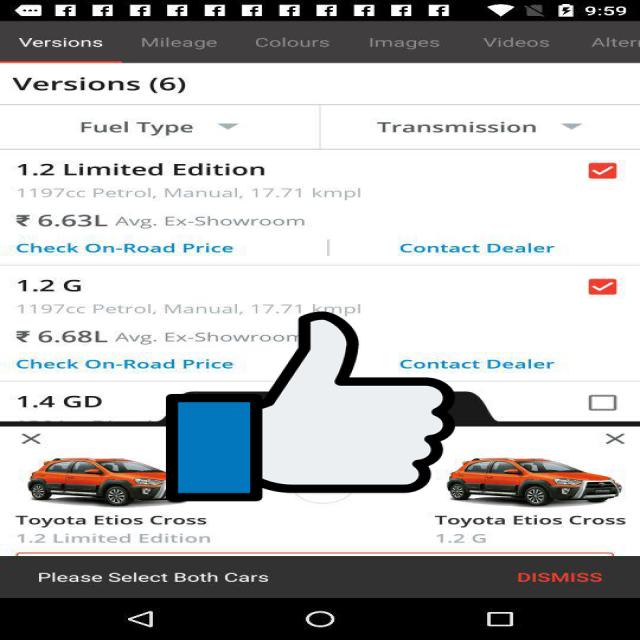 9:59
Versions Mileage Colours Images Videos Alter
Versions (6)
Fuel Type Transmission
1.2 Limited Edition
1197cc Petrol, Manual, 17.71 kmpl
₹ 6.63L Avg. Ex-Showroom
Check On-Road Price | Contact Dealer
1.2 G
1197cc Petrol, Manual, 17.71 kmpl
₹ 6.68L Avg. Ex-Showroom
Check On-Road Price Contact Dealer
1.4 GD
Toyota Etios Cross Toyota Etios Cross
1.2 Limited Edition 1.2 G
Please Select Both Cars DISMISS